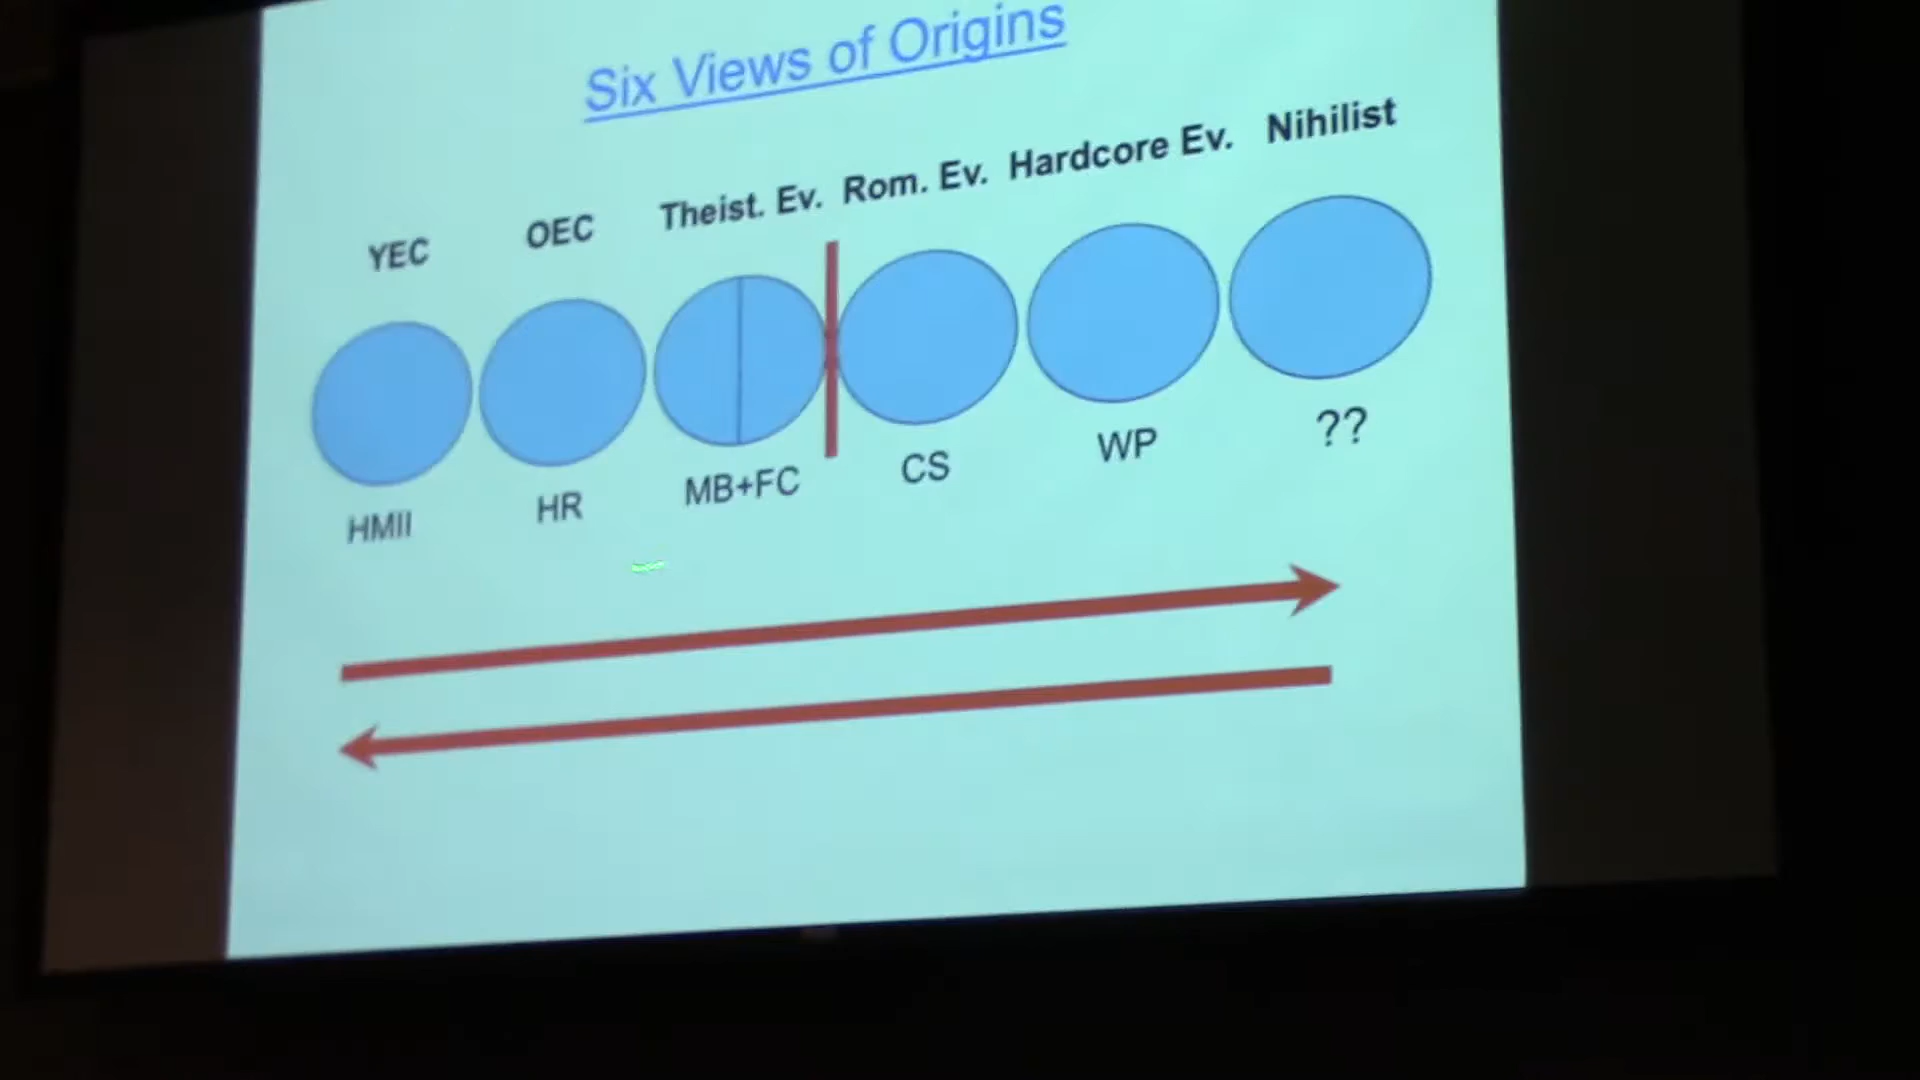 Six Views of Origins
YEC OEC Theist. Ev. Rom. Ev. Hardcore Ev. Nihilist
HMII HR MB+FC CS WP ??